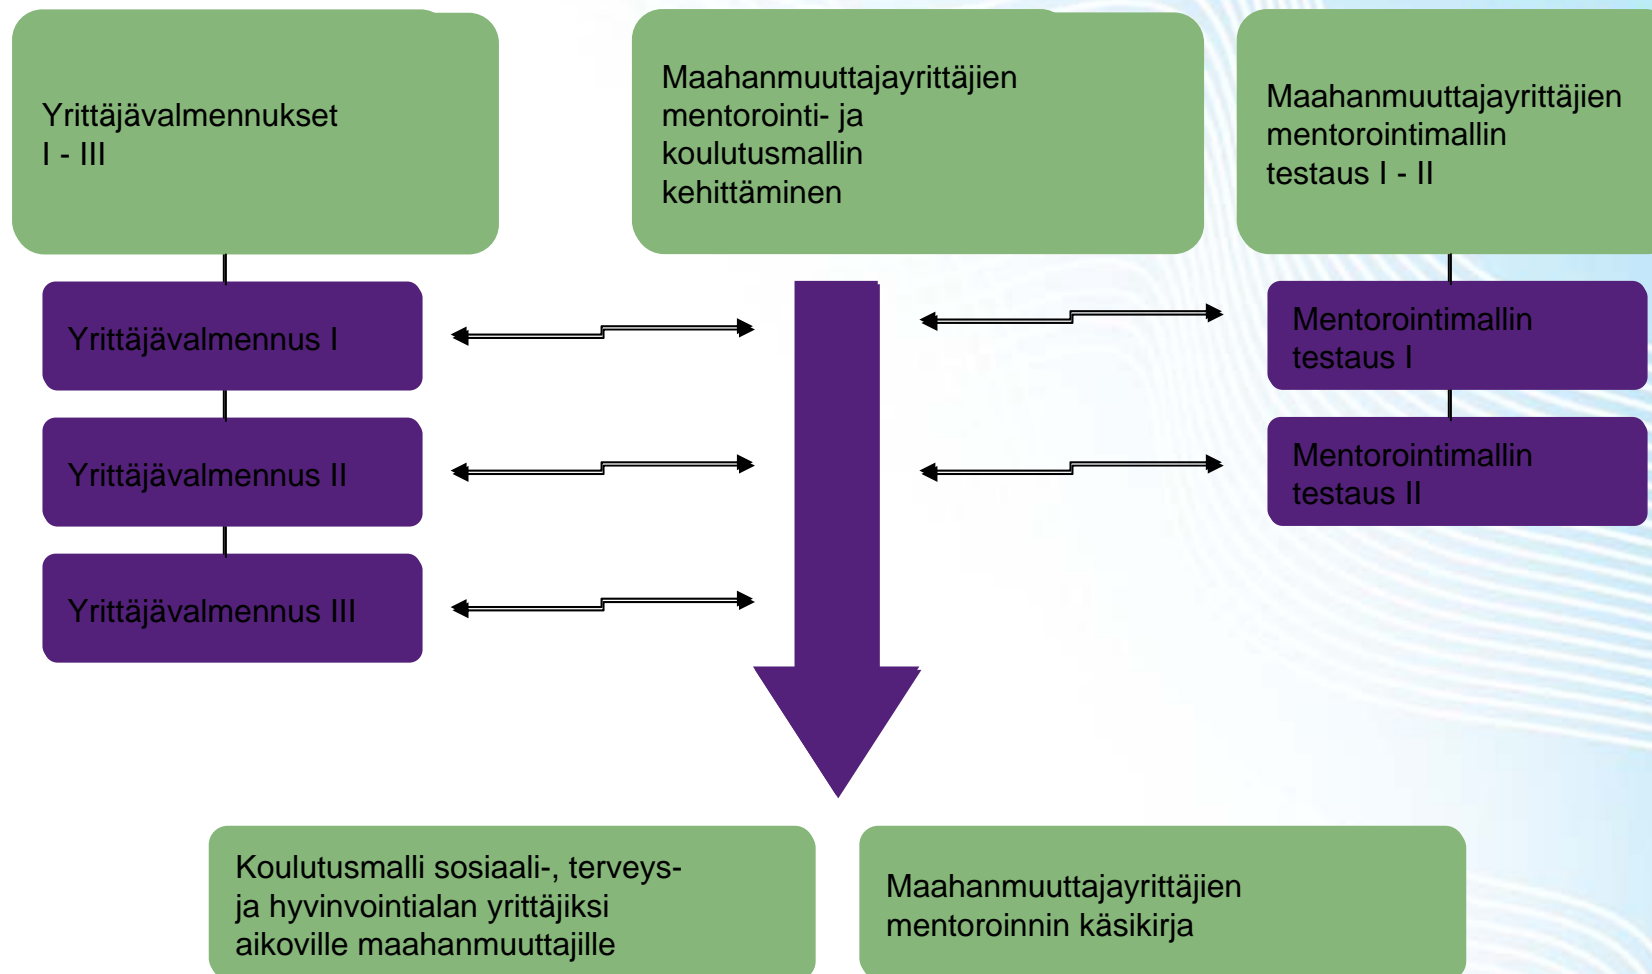 Yrittäjävalmennukset
I - III
Maahanmuuttajayrittäjien
mentorointi- ja
koulutusmallin
kehittäminen
Maahanmuuttajayrittäjien
mentorointimallin
testaus I - II
Yrittäjävalmennus I
Yrittäjävalmennus II
Yrittäjävalmennus III
Mentorointimallin
testaus I
Mentorointimallin
testaus II
Koulutusmalli sosiaali-, terveys-
ja hyvinvointialan yrittäjiksi
aikoville maahanmuuttajille
Maahanmuuttajayrittäjien
mentoroinnin käsikirja